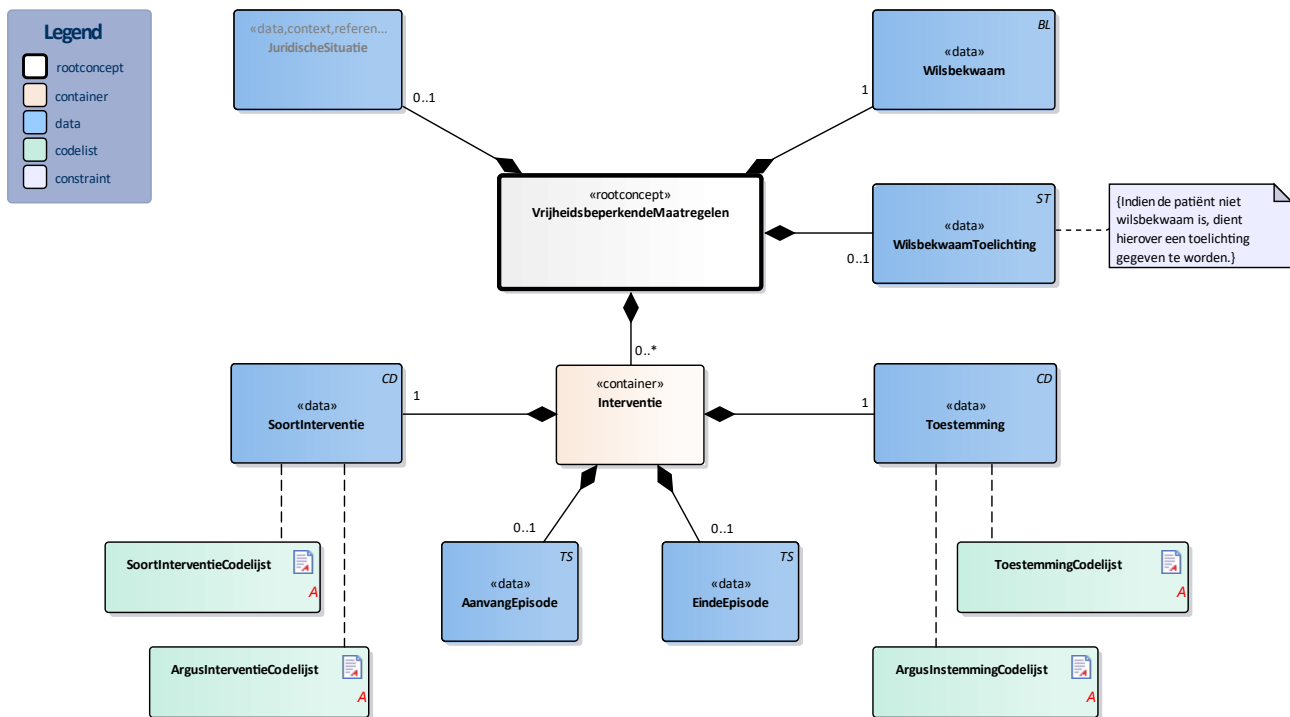 Legend
rootconcept
container
data
codelist
constraint
«data,context,referen...
JuridischeSituatie
0..1
BL
«data»
Wilsbekwaam
1
«rootconcept»
VrijheidsbeperkendeMaatregelen
ST
«data»
WilsbekwaamToelichting
0..1
{Indien de patiënt niet
wilsbekwaam is, dient
hierover een toelichting
gegeven te worden.}
0..*
CD
«data»
SoortInterventie
1
«container»
Interventie
CD
«data»
Toestemming
1
0..1
0..1
SoortInterventieCodelijst
A
TS
«data»
AanvangEpisode
TS
«data»
EindeEpisode
ToestemmingCodelijst
A
ArgusInterventieCodelijst
A
ArgusInstemmingCodelijst
A